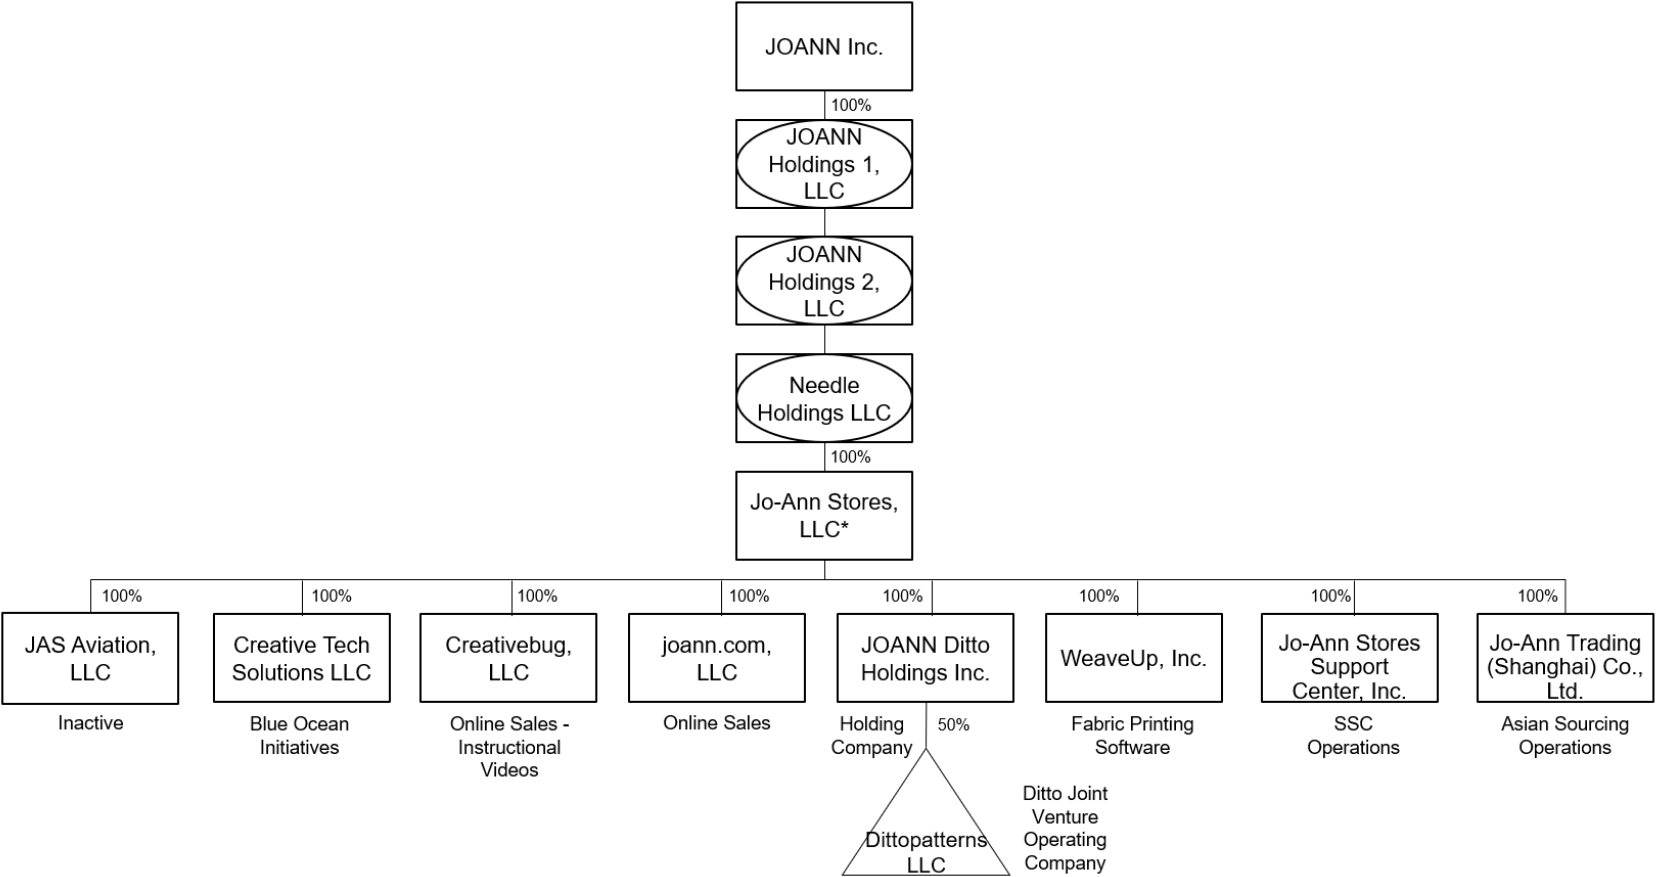 JOANN Inc.
100%
JOANN
Holdings 1,
LLC
JOANN
Holdings 2,
LLC
Needle
Holdings LLC
100%
Jo-Ann Stores,
LLC*
100%
JAS Aviation,
LLC
Inactive
100%
Creative Tech
Solutions LLC
Blue Ocean
Initiatives
100%
Creativebug,
LLC
Online Sales -
Instructional
Videos
100%
joann.com,
LLC
Online Sales
100%
JOANN Ditto
Holdings Inc.
Holding
Company
50%
Dittopatterns
LLC
Ditto Joint
Venture
Operating
Company
100%
WeaveUp, Inc.
Fabric Printing
Software
100%
Jo-Ann Stores
Support
Center, Inc.
SSC
Operations
100%
Jo-Ann Trading
(Shanghai) Co.,
Ltd.
Asian Sourcing
Operations